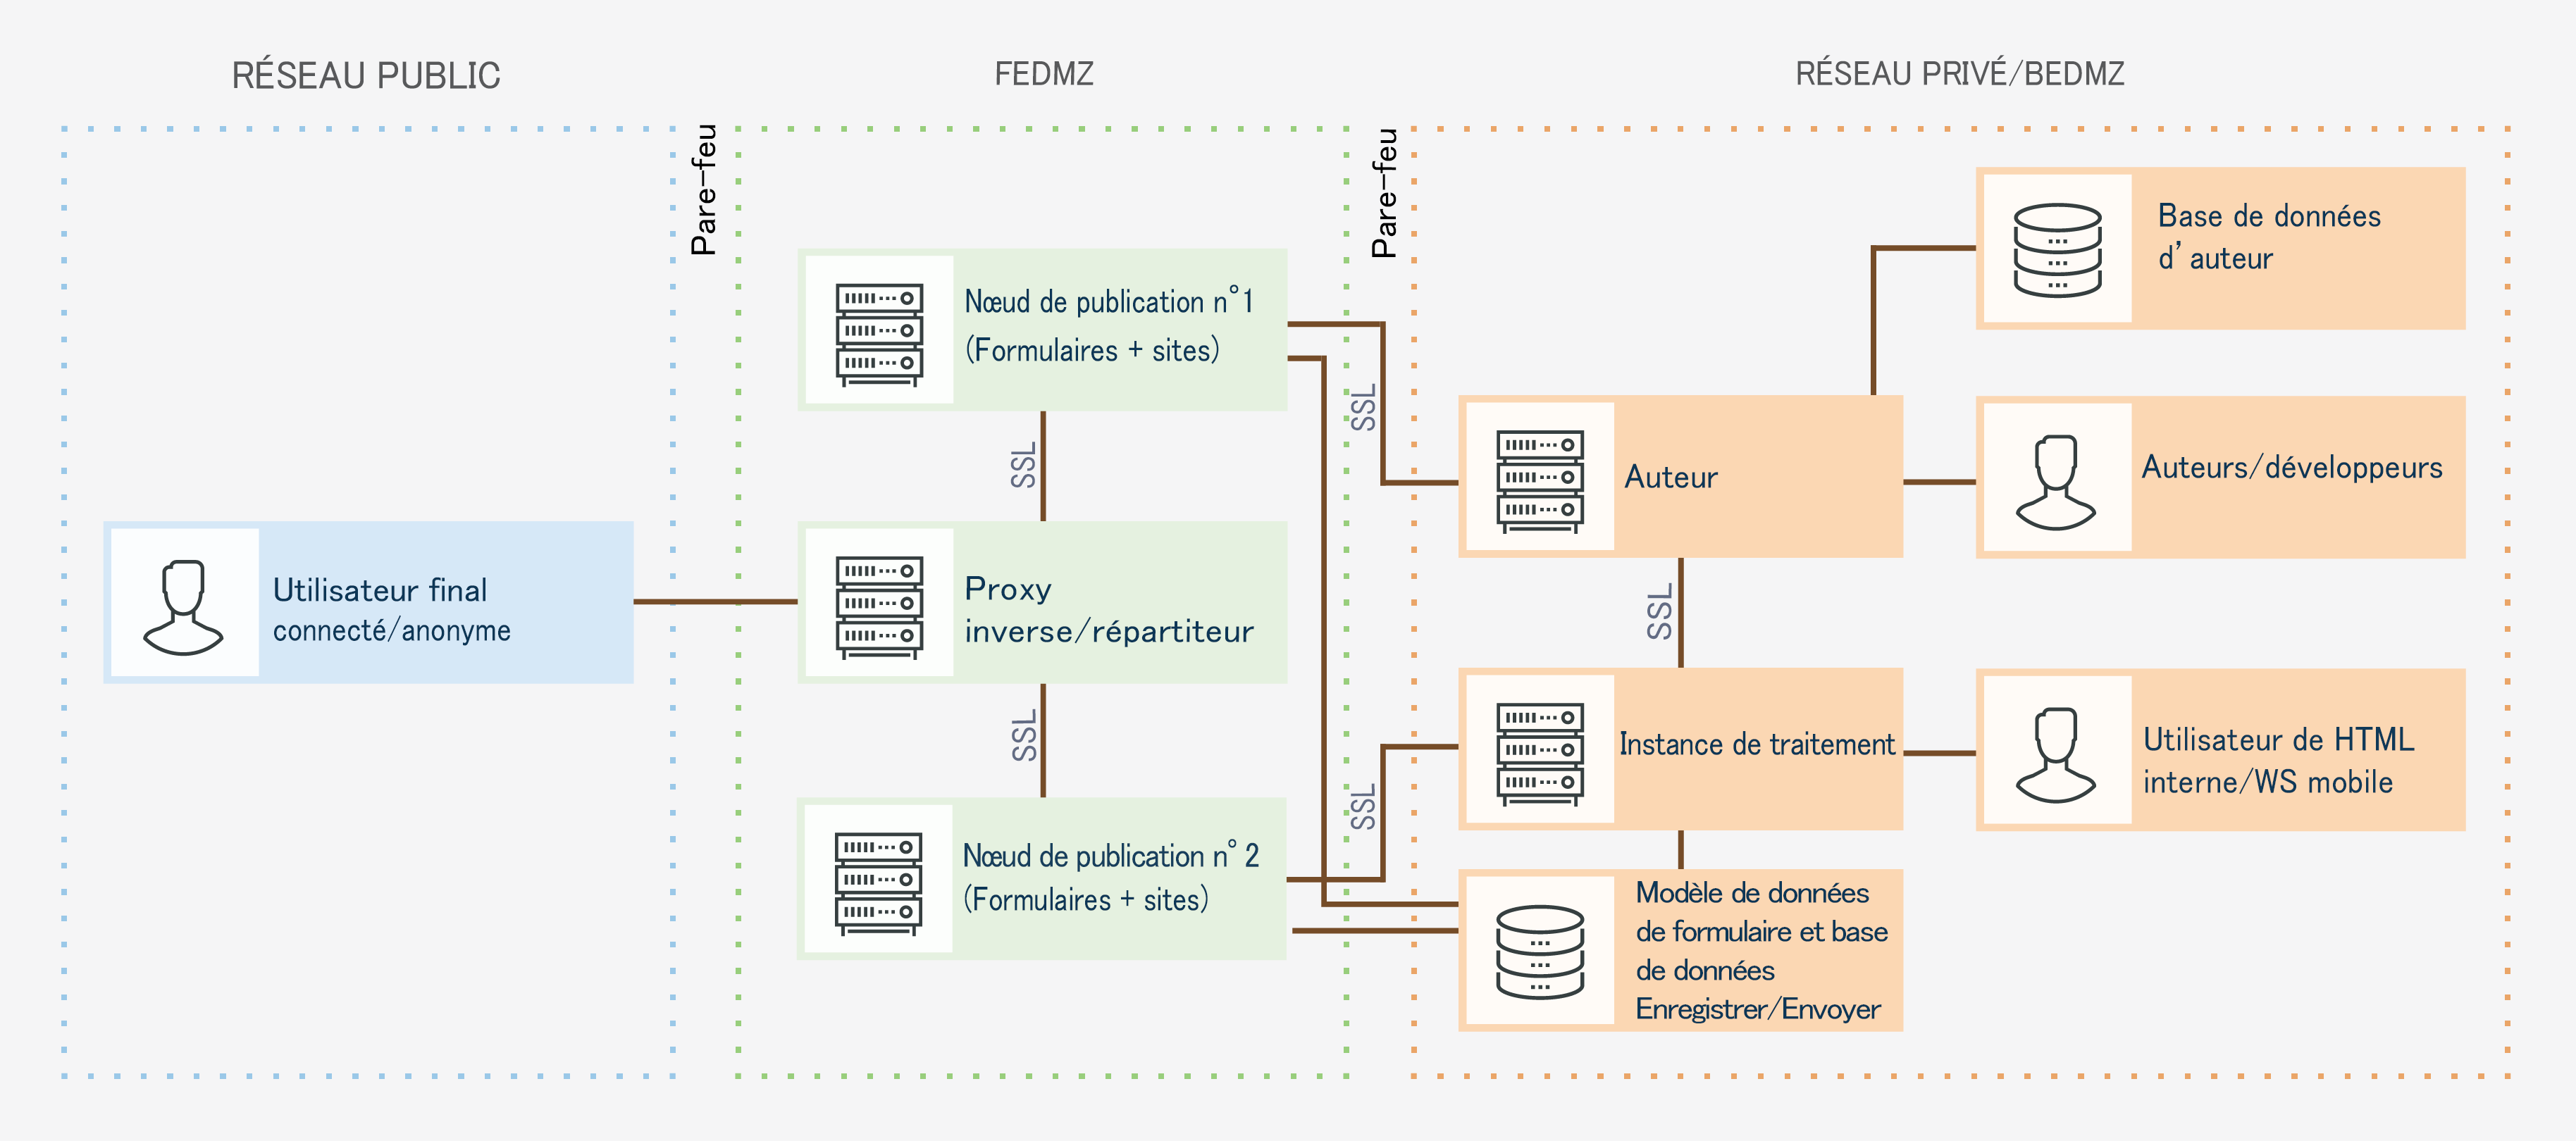 RÉSEAU PUBLIC
FEDMZ
RÉSEAU PRIVÉ/BEDMZ
Pare-feu
Pare-feu
Utilisateur final
connecté/anonyme
Nœud de publication n°1
(Formulaires + sites)
SSL
Proxy
inverse/répartiteur
SSL
Nœud de publication n° 2
(Formulaires + sites)
SSL
SSL
Base de données
d’ auteur
Auteur
Auteurs/développeurs
SSL
Instance de traitement
Utilisateur de HTML
interne/WS mobile
Modèle de données
de formulaire et base
de données
Enregistrer/Envoyer